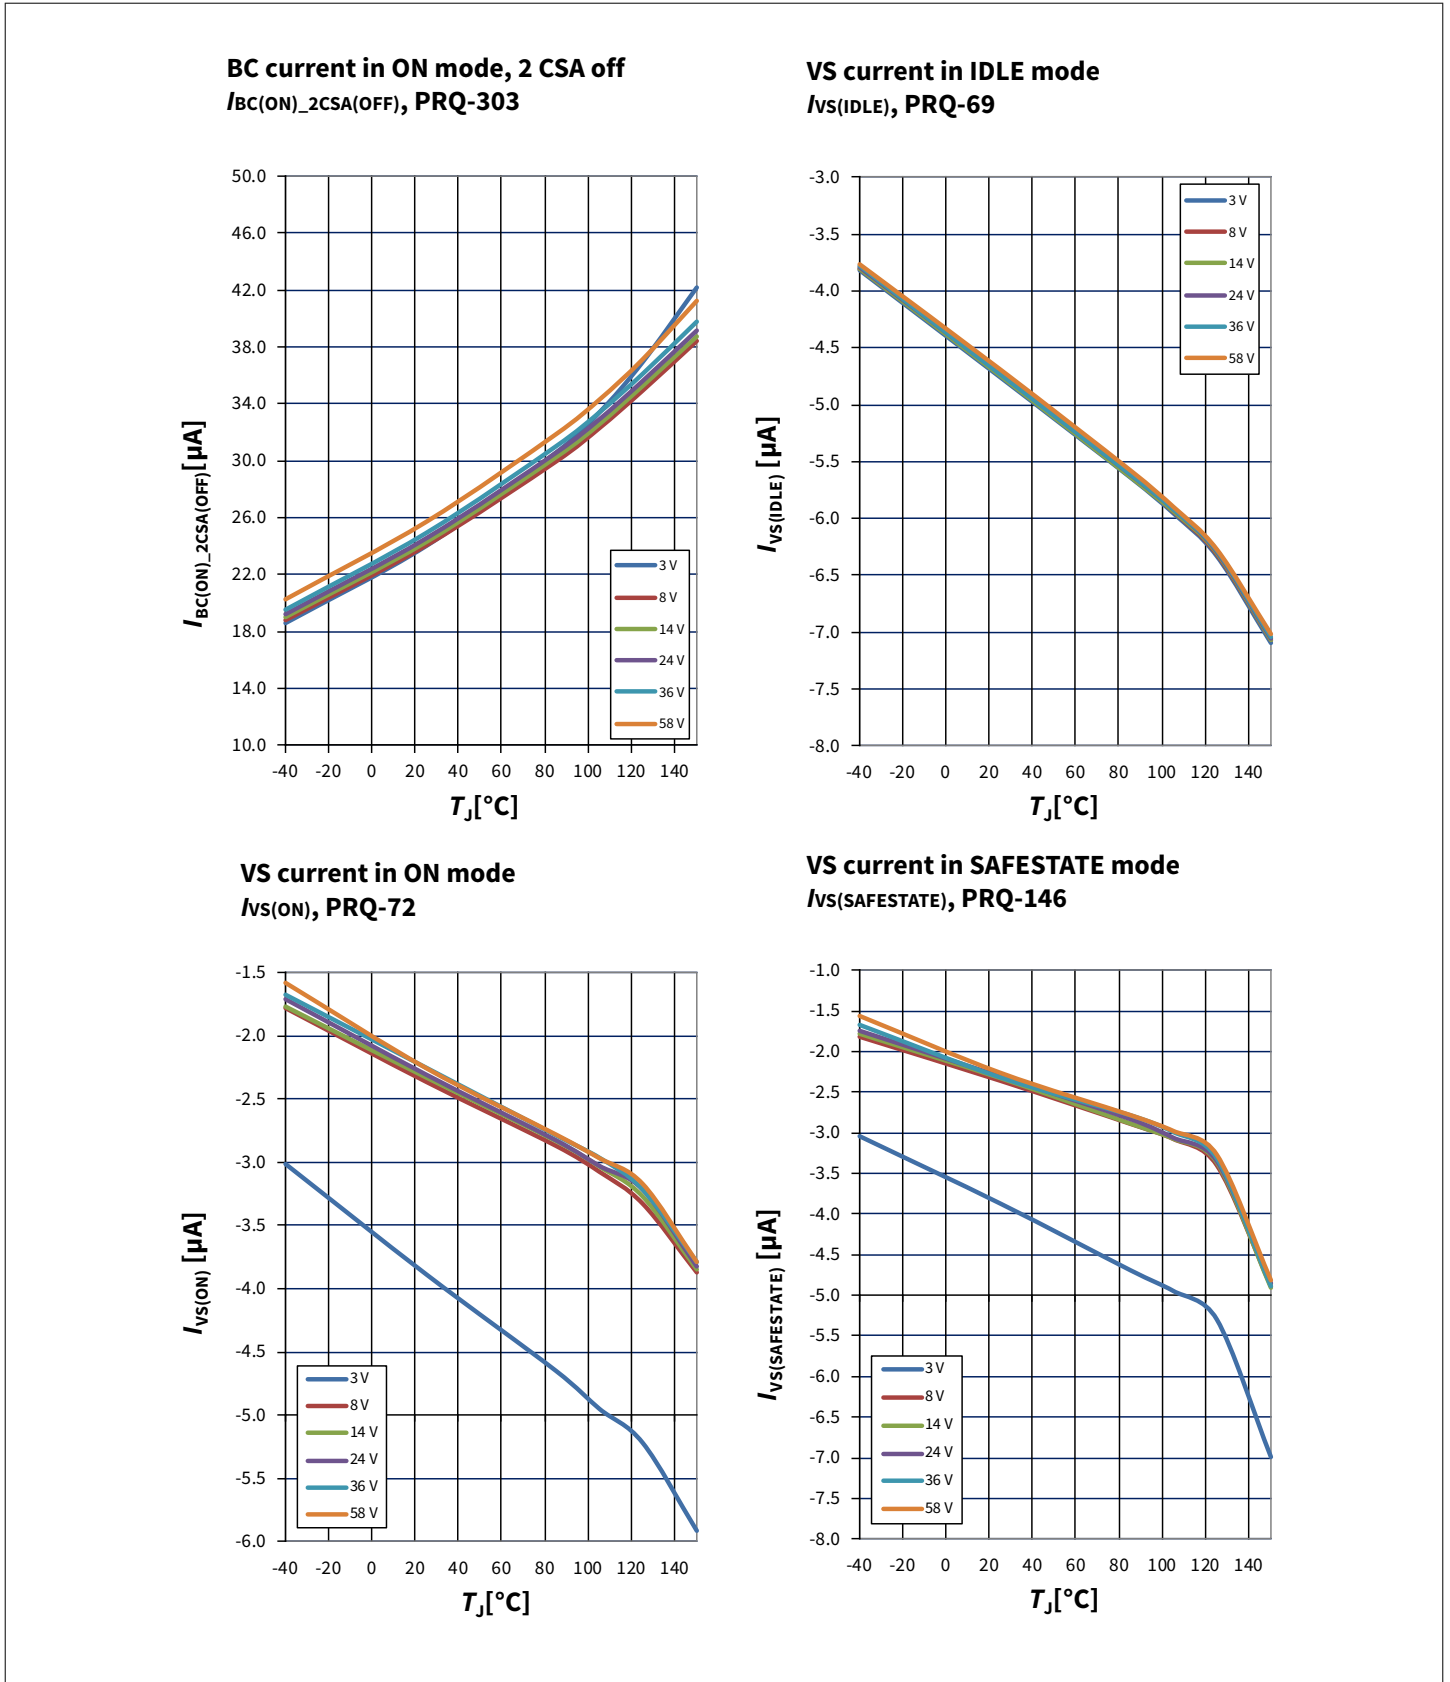 BC current in ON mode, 2 CSA off
IBC(ON)_2CSA(OFF), PRQ-303
50.0
46.0
42.0
38.0
34.0
30.0
26.0
22.0
18.0
14.0
10.0
IBC(ON)_2CSA(OFF)[µA]
3 V
8 V
14 V
24 V
36 V
58 V
-40 -20 0 20 40 60 80 100 120 140
TJ[°C]
VS current in IDLE mode
IVS(IDLE), PRQ-69
-3.0
-3.5
-4.0
-4.5
-5.0
-5.5
-6.0
-6.5
-7.0
-7.5
-8.0
IVS(IDLE) [µA]
3 V
8 V
14 V
24 V
36 V
58 V
-40 -20 0 20 40 60 80 100 120 140
TJ[°C]
VS current in ON mode
IVS(ON), PRQ-72
-1.5
-2.0
-2.5
-3.0
-3.5
-4.0
-4.5
-5.0
-5.5
-6.0
IVS(ON) [µA]
3 V
8 V
14 V
24 V
36 V
58 V
-40 -20 0 20 40 60 80 100 120 140
TJ[°C]
VS current in SAFESTATE mode
IVS(SAFESTATE), PRQ-146
-1.0
-1.5
-2.0
-2.5
-3.0
-3.5
-4.0
-4.5
-5.0
-5.5
-6.0
-6.5
-7.0
-7.5
-8.0
IVS(SAFESTATE) [µA]
3 V
8 V
14 V
24 V
36 V
58 V
-40 -20 0 20 40 60 80 100 120 140
TJ[°C]